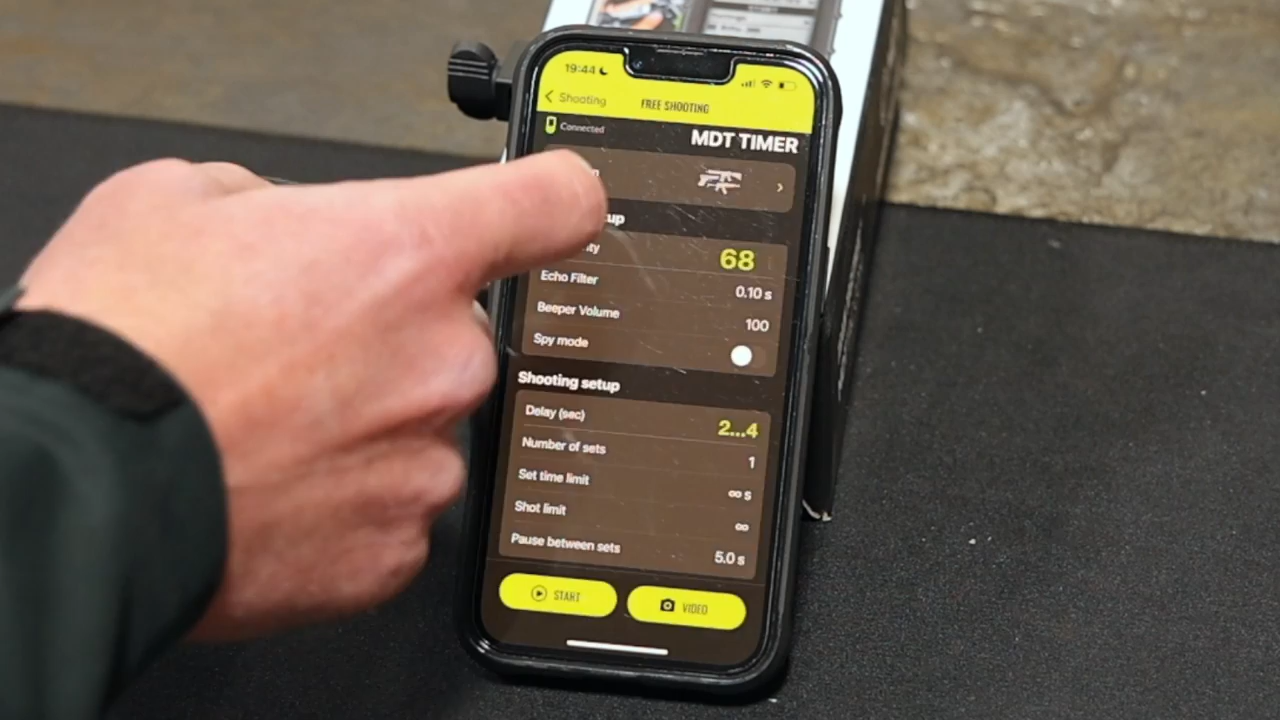 19:44
Shooting
FREE SHOOTING
Connected
MDT TIMER
up
ty
68
Echo Filter
0.10 s
Beeper Volume
100
Spy mode
Shooting setup
Delay (sec)
2...4
Number of sets
1
Set time limit
∞ s
Shot limit
∞
Pause between sets
5.0 s
START
VIDEO